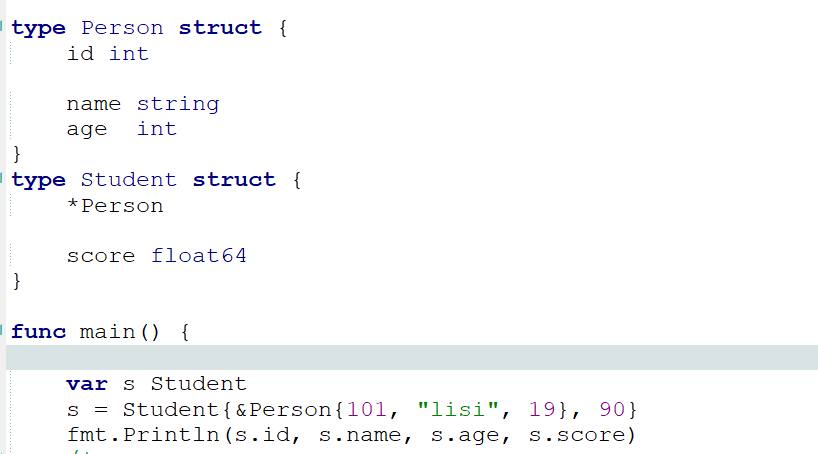 type Person struct {
id int
name string
age int
}
type Student struct {
*Person
score float64
}
func main() {
var s Student
s = Student{&Person{101, "lisi", 19}, 90}
fmt.Println(s.id, s.name, s.age, s.score)